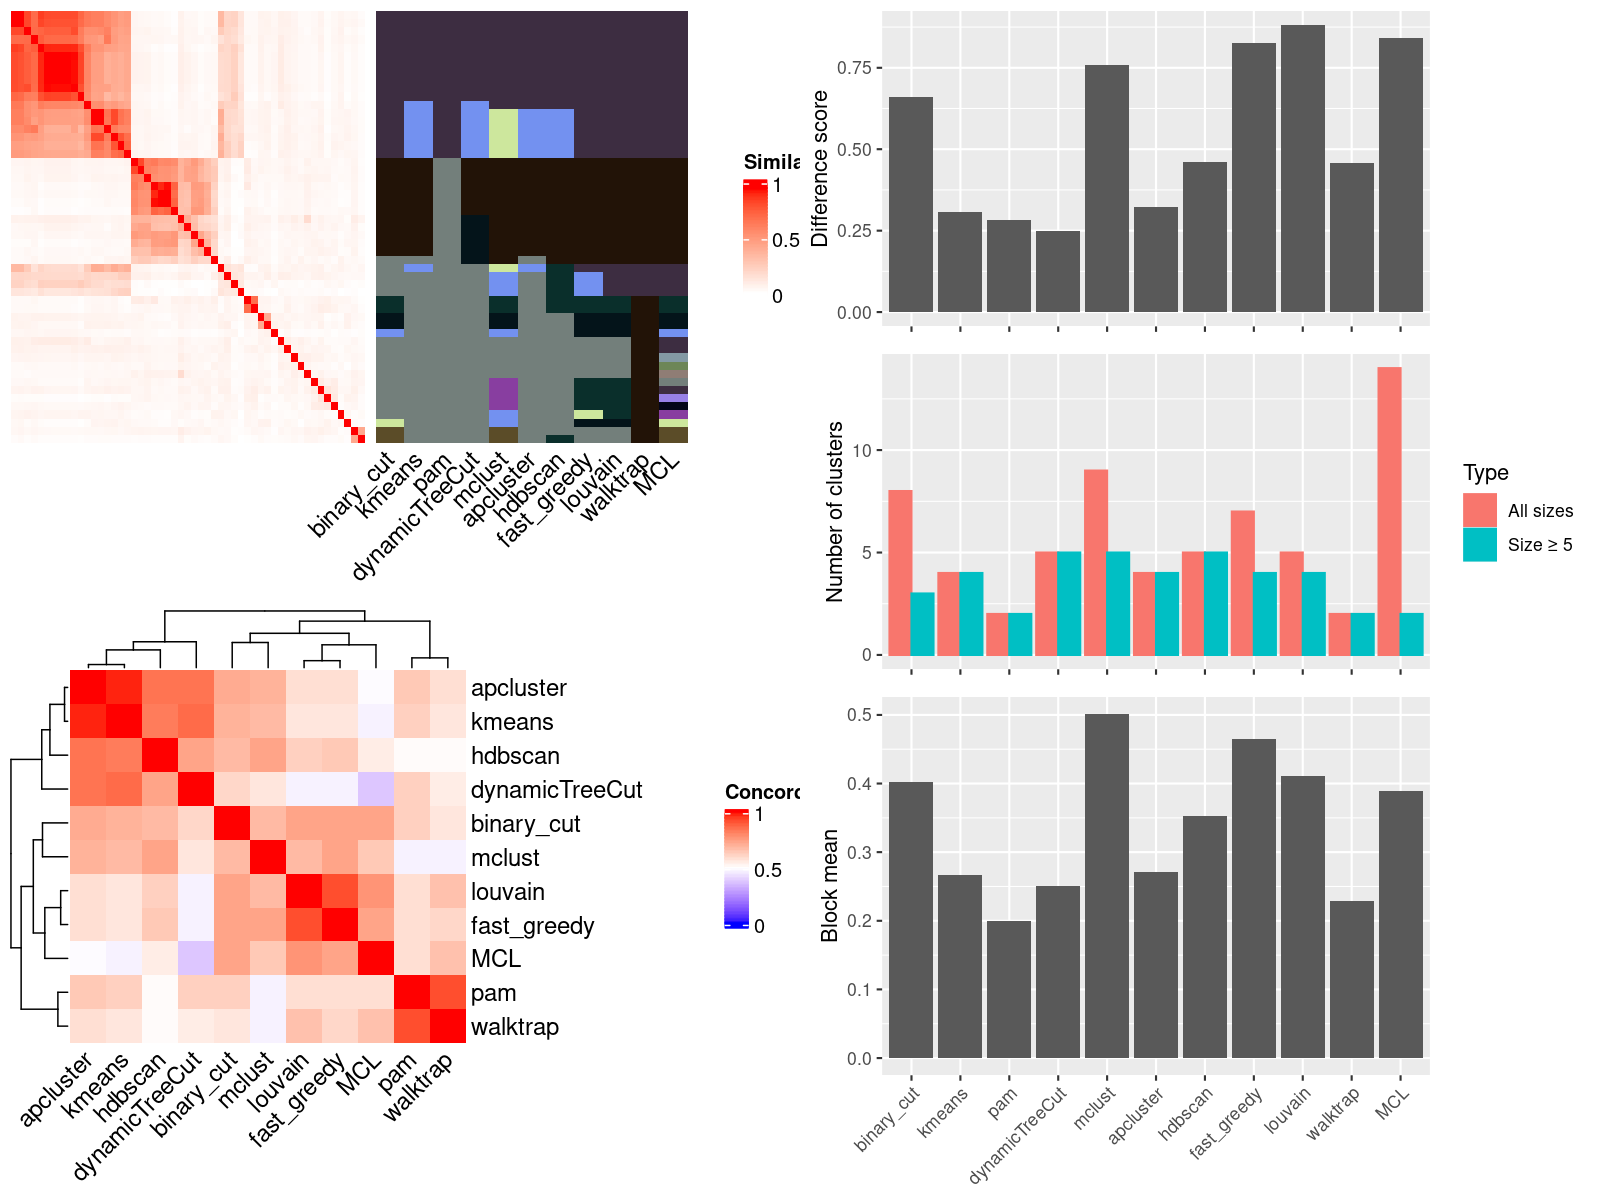 Simila
1
0.5
0
binary_cut
kmeans
pam
dynamicTreeCut
mclust
apcluster
hdbscan
fast_greedy
louvain
walktrap
MCL
Difference score
0.75
0.50
0.25
0.00
Number of clusters
10
5
0
Type
All sizes
Size ≥ 5
apcluster
kmeans
hdbscan
dynamicTreeCut
binary_cut
mclust
louvain
fast_greedy
MCL
pam
walktrap
apcluster
kmeans
hdbscan
dynamicTreeCut
binary_cut
mclust
louvain
fast_greedy
MCL
pam
walktrap
Concord
1
0.5
0
Block mean
0.5
0.4
0.3
0.2
0.1
0.0
binary_cut
kmeans
pam
dynamicTreeCut
mclust
apcluster
hdbscan
fast_greedy
louvain
walktrap
MCL